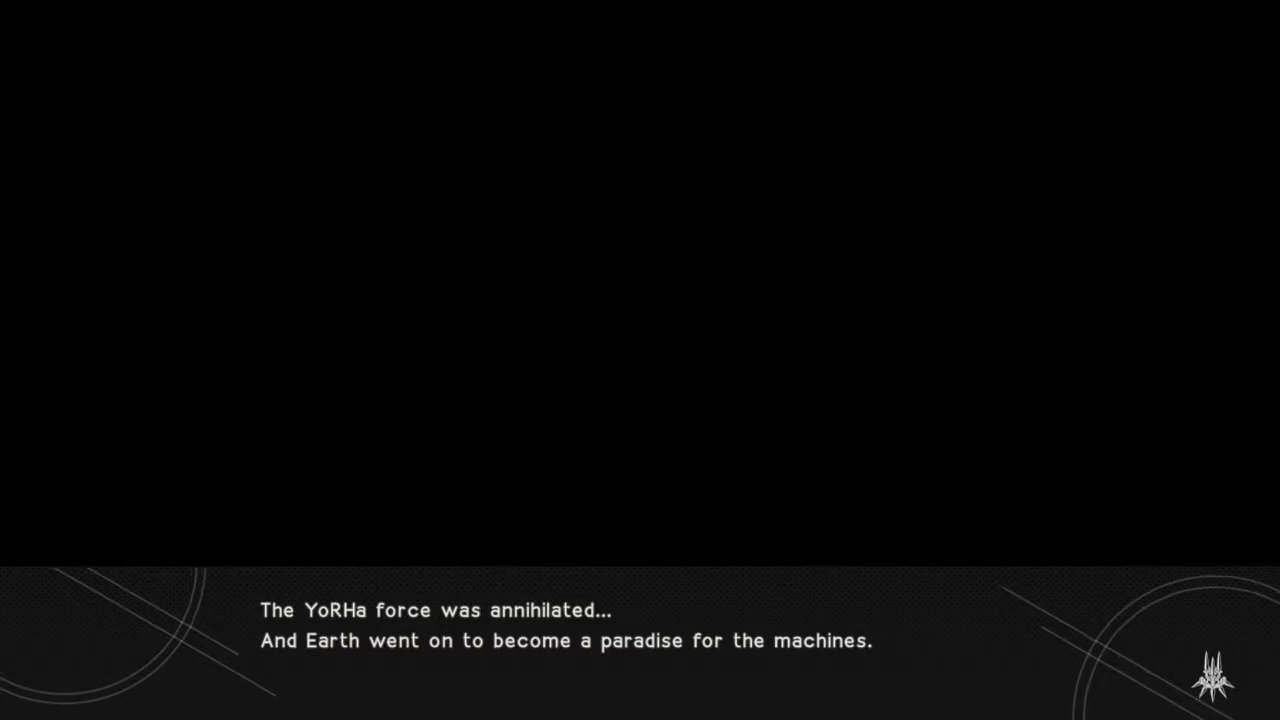 The YoRHa force was annihilated...
And Earth went on to become a paradise for the machines.